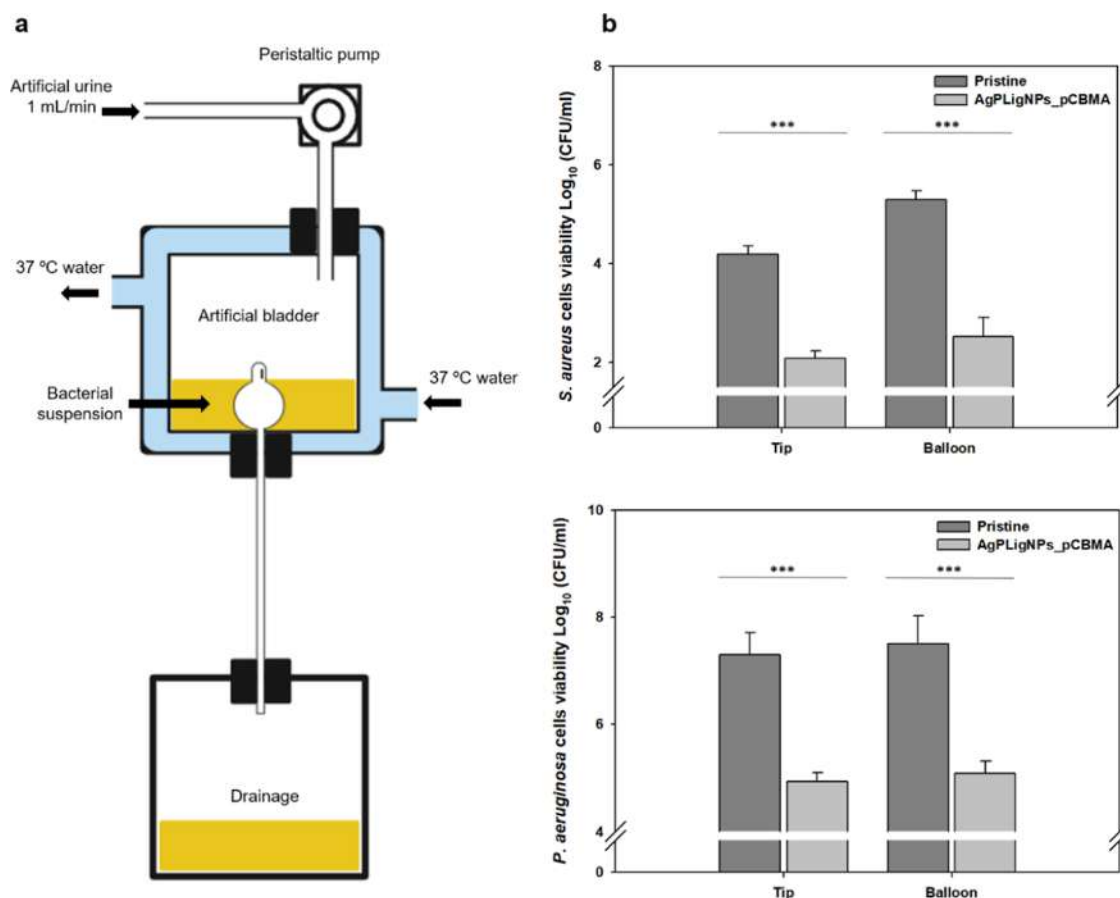 a
Peristaltic pump
Artificial urine
1 mL/min
37 ºC water
Artificial bladder
37 ºC water
Bacterial
suspension
Drainage
b
8
6
4
2
0
S. aureus cells viability Log10 (CFU/ml)
Pristine
AgPLigNPs_pCBMA
***
***
Tip
Balloon
10
8
6
4
0
P. aeruginosa cells viability Log10 (CFU/ml)
Pristine
AgPLigNPs_pCBMA
***
***
Tip
Balloon